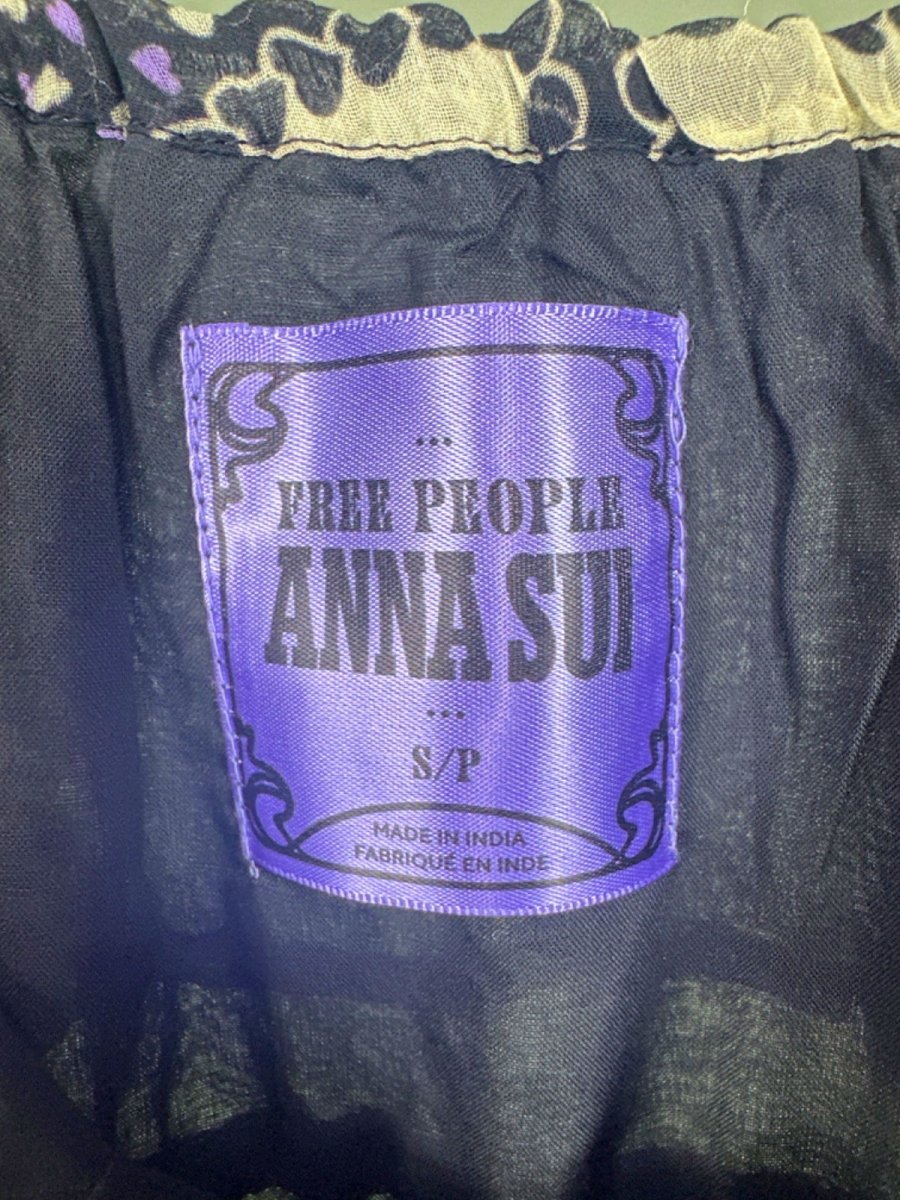 FREE PEOPLE
ANNA SUI
S/P
MADE IN INDIA
FABRIQUÉ EN INDE